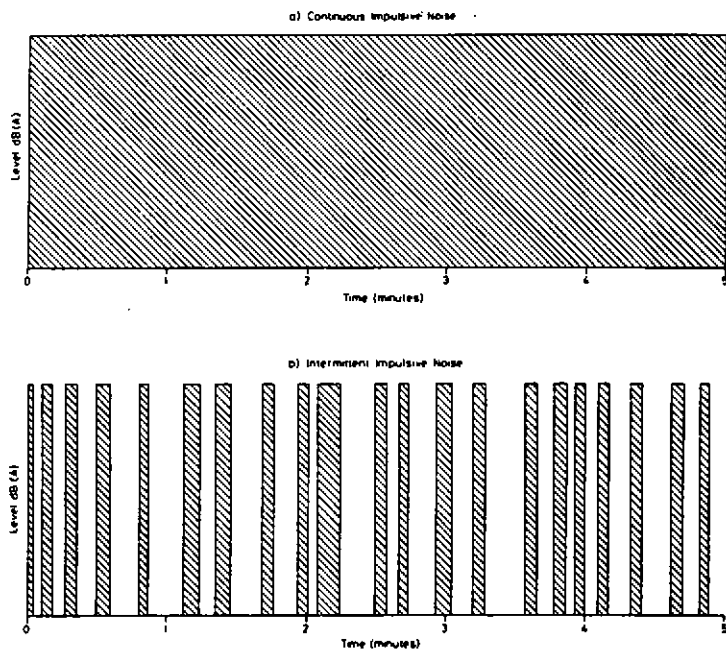 a) Continuous Impulsive Noise
Level dB (A)
0 1 2 3 4 5
Time (minutes)
b) Intermittent Impulsive Noise
Level dB (A)
0 1 2 3 4 5
Time (minutes)